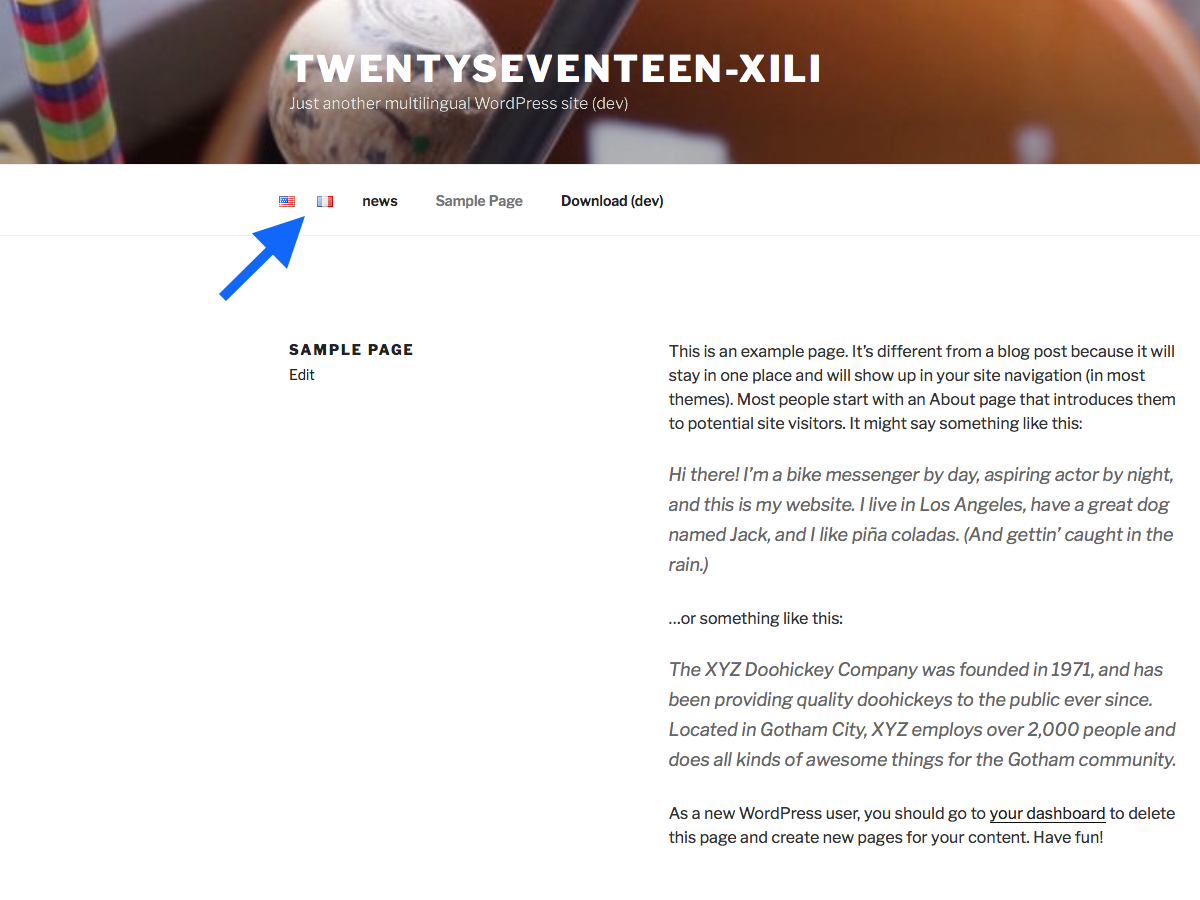 TWENTYSEVENTEEN-XILI
Just another multilingual WordPress site (dev)
news Sample Page Download (dev)
SAMPLE PAGE
Edit
This is an example page. It’s different from a blog post because it will
stay in one place and will show up in your site navigation (in most
themes). Most people start with an About page that introduces them
to potential site visitors. It might say something like this:
Hi there! I’m a bike messenger by day, aspiring actor by night,
and this is my website. I live in Los Angeles, have a great dog
named Jack, and I like piña coladas. (And gettin’ caught in the
rain.)
…or something like this:
The XYZ Doohickey Company was founded in 1971, and has
been providing quality doohickeys to the public ever since.
Located in Gotham City, XYZ employs over 2,000 people and
does all kinds of awesome things for the Gotham community.
As a new WordPress user, you should go to your dashboard to delete
this page and create new pages for your content. Have fun!